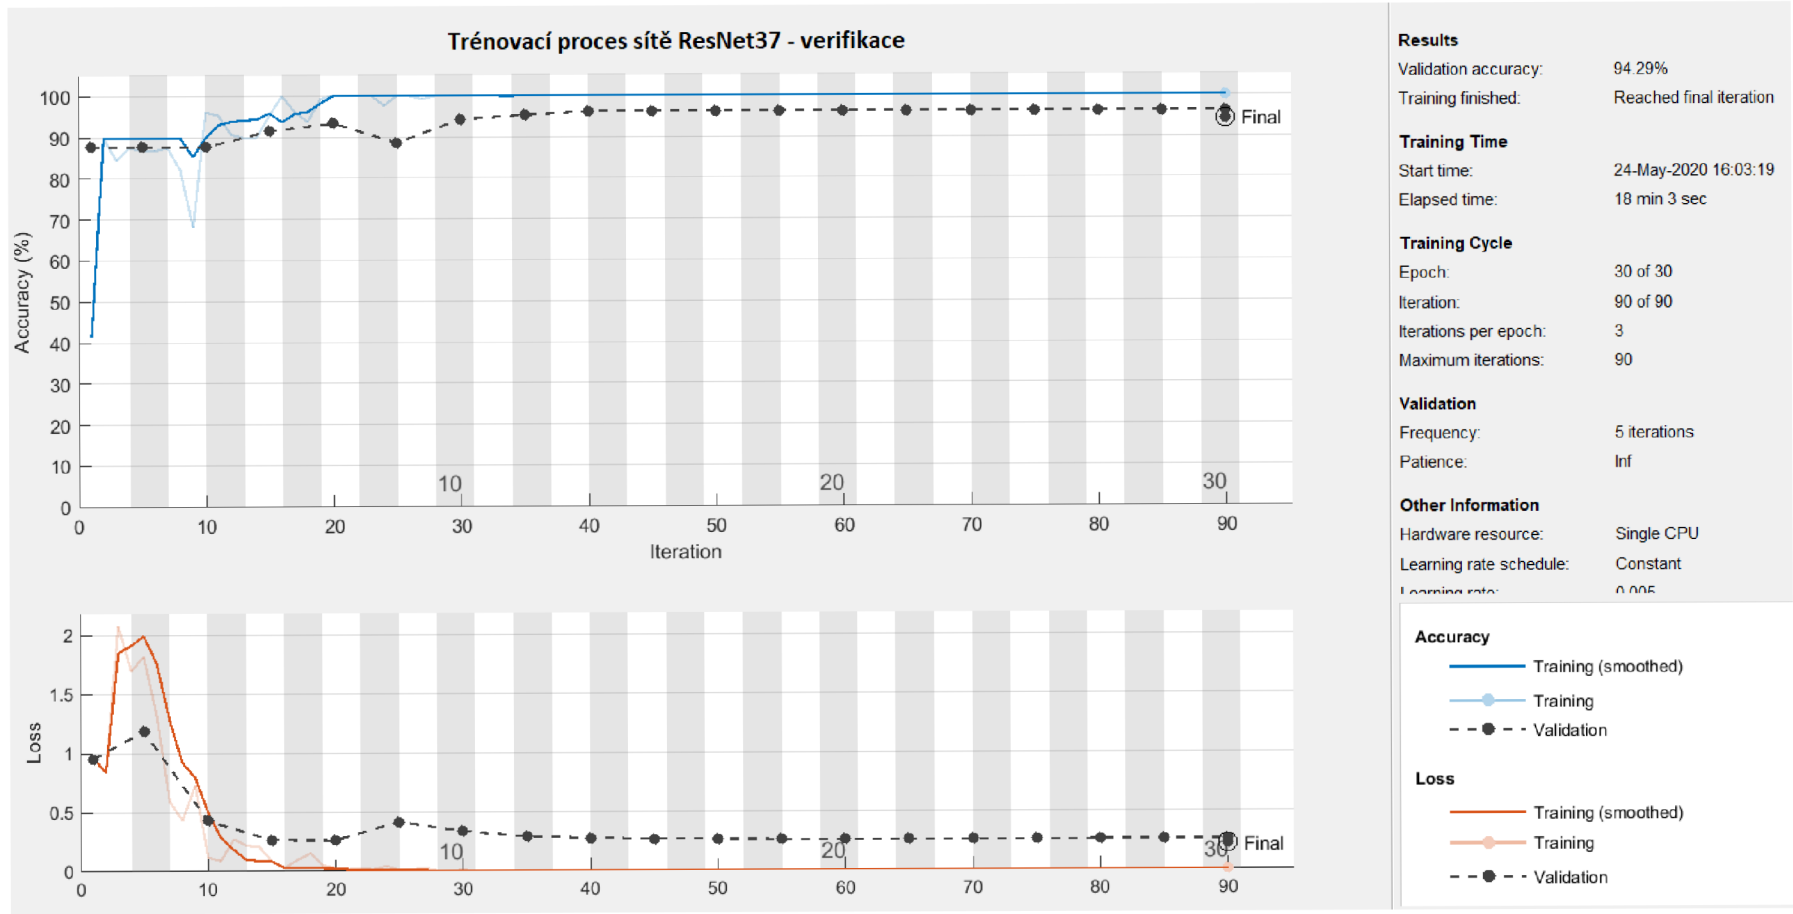 Trénovací proces sítě ResNet37 - verifikace
100
90
80
70
60
50
40
30
20
10
0
Accuracy (%)
Final
10
20
30
0
10
20
30
40
50
60
70
80
90
Iteration
2
1.5
1
0.5
0
Loss
Final
10
20
30
0
10
20
30
40
50
60
70
80
90
Results
Validation accuracy: 94.29%
Training finished: Reached final iteration
Training Time
Start time: 24-May-2020 16:03:19
Elapsed time: 18 min 3 sec
Training Cycle
Epoch: 30 of 30
Iteration: 90 of 90
Iterations per epoch: 3
Maximum iterations: 90
Validation
Frequency: 5 iterations
Patience: Inf
Other Information
Hardware resource: Single CPU
Learning rate schedule: Constant
Learning rate: 0.005
Accuracy
Training (smoothed)
Training
Validation
Loss
Training (smoothed)
Training
Validation